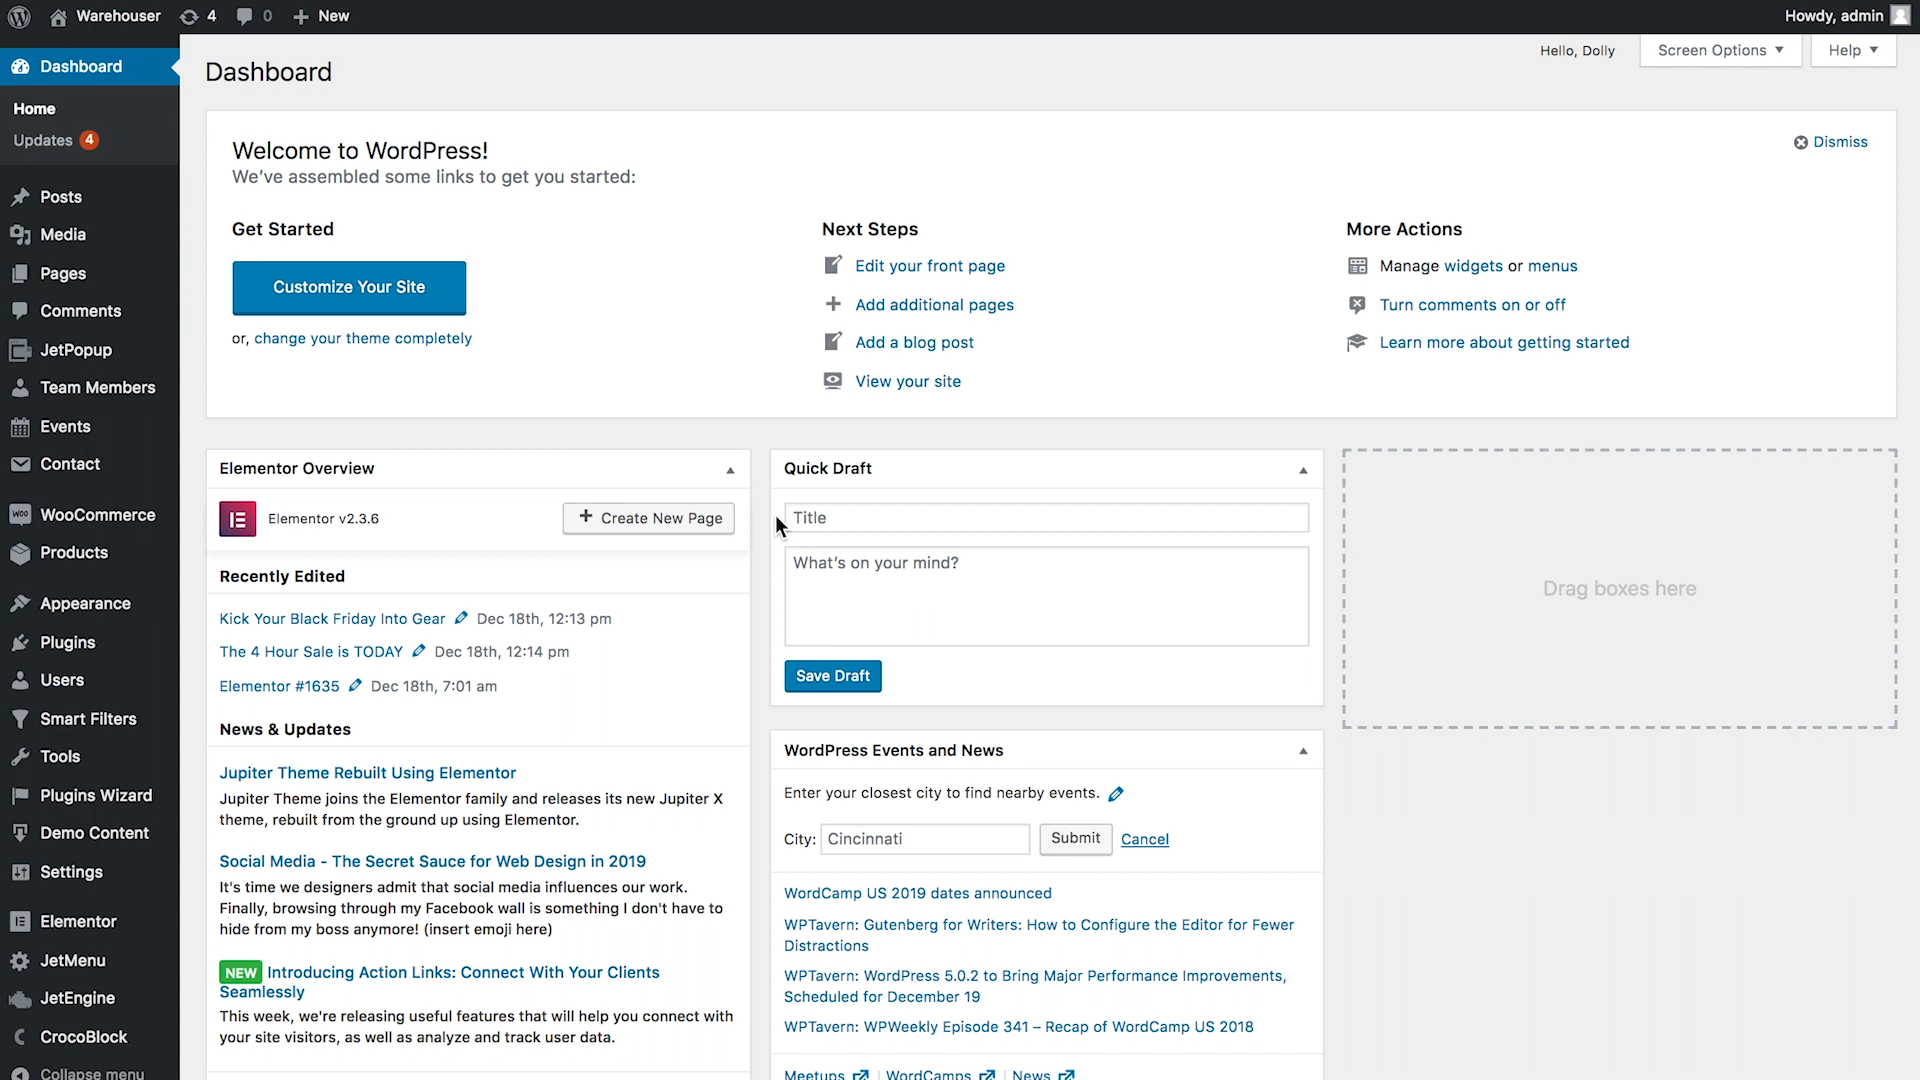 Warehouser 4 0 New Howdy, admin
Hello, Dolly Screen Options Help
Dashboard
Home
Updates 4
Posts
Media
Pages
Comments
JetPopup
Team Members
Events
Contact
WooCommerce
Products
Appearance
Plugins
Users
Smart Filters
Tools
Plugins Wizard
Demo Content
Settings
Elementor
JetMenu
JetEngine
CrocoBlock
Collapse menu
Dashboard
Welcome to WordPress!
We've assembled some links to get you started:
Dismiss
Get Started
Customize Your Site
or, change your theme completely
Next Steps
Edit your front page
Add additional pages
Add a blog post
View your site
More Actions
Manage widgets or menus
Turn comments on or off
Learn more about getting started
Elementor Overview
Elementor v2.3.6
Create New Page
Recently Edited
Kick Your Black Friday Into Gear Dec 18th, 12:13 pm
The 4 Hour Sale is TODAY Dec 18th, 12:14 pm
Elementor #1635 Dec 18th, 7:01 am
News & Updates
Jupiter Theme Rebuilt Using Elementor
Jupiter Theme joins the Elementor family and releases its new Jupiter X
theme, rebuilt from the ground up using Elementor.
Social Media - The Secret Sauce for Web Design in 2019
It's time we designers admit that social media influences our work.
Finally, browsing through my Facebook wall is something I don't have to
hide from my boss anymore! (insert emoji here)
NEW Introducing Action Links: Connect With Your Clients
Seamlessly
This week, we're releasing useful features that will help you connect with
your site visitors, as well as analyze and track user data.
Quick Draft
Title
What's on your mind?
Save Draft
WordPress Events and News
Enter your closest city to find nearby events.
City: Cincinnati Submit Cancel
WordCamp US 2019 dates announced
WPTavern: Gutenberg for Writers: How to Configure the Editor for Fewer
Distractions
WPTavern: WordPress 5.0.2 to Bring Major Performance Improvements,
Scheduled for December 19
WPTavern: WPWeekly Episode 341 – Recap of WordCamp US 2018
Meetups | WordCamps | News
Drag boxes here